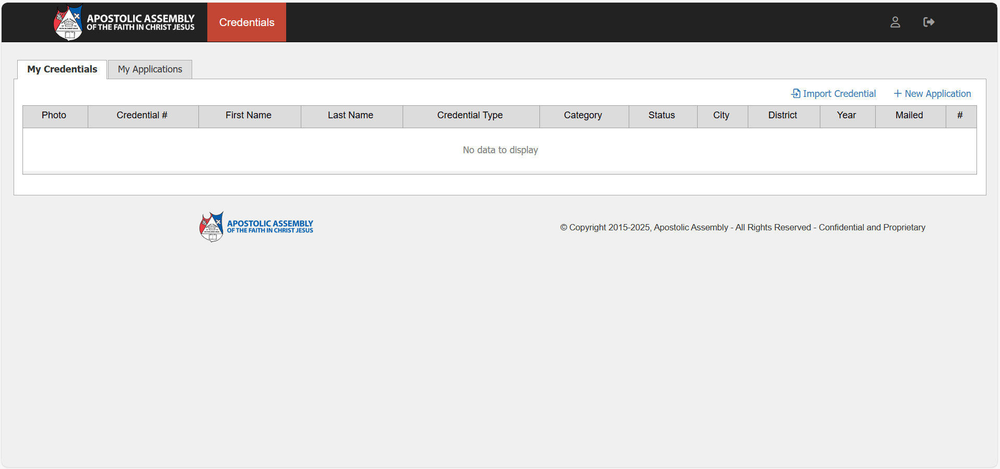 APOSTOLIC ASSEMBLY
OF THE FAITH IN CHRIST JESUS
Credentials
My Credentials
My Applications
Import Credential
New Application
Photo
Credential #
First Name
Last Name
Credential Type
Category
Status
City
District
Year
Mailed
#
No data to display
APOSTOLIC ASSEMBLY
OF THE FAITH IN CHRIST JESUS
© Copyright 2015-2025, Apostolic Assembly - All Rights Reserved - Confidential and Proprietary